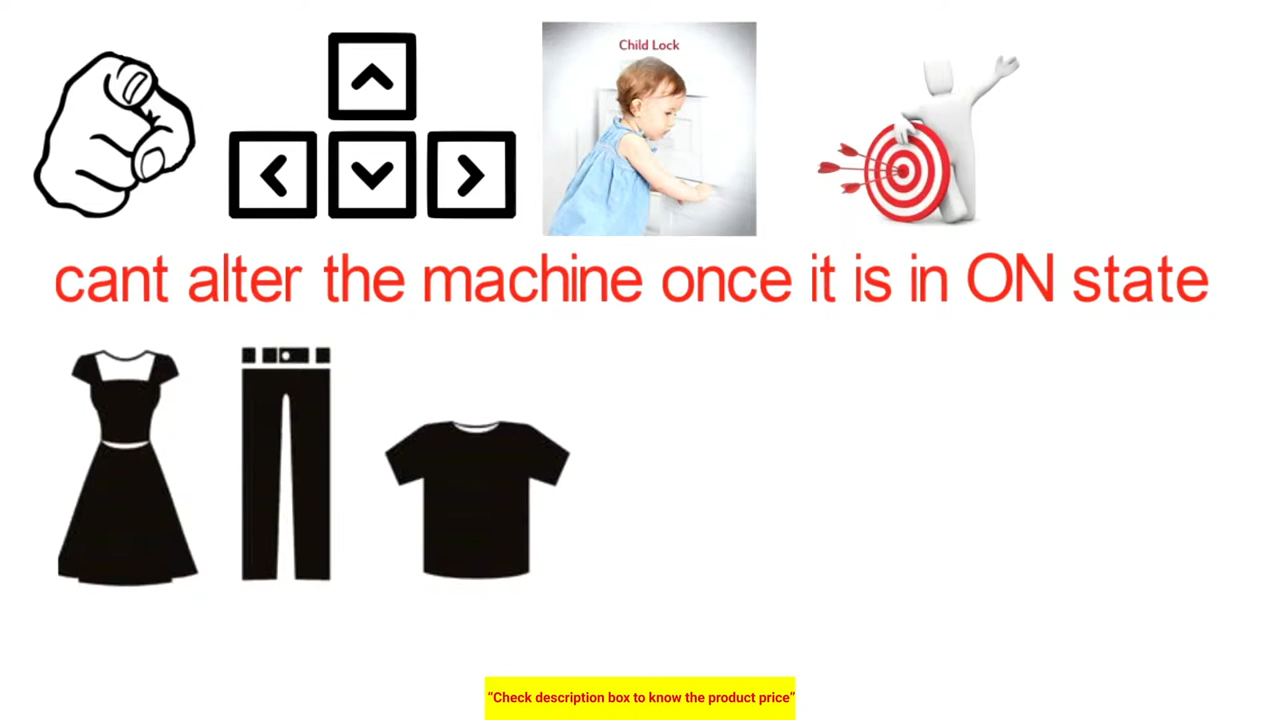 Child Lock
cant alter the machine once it is in ON state
“Check description box to know the product price”